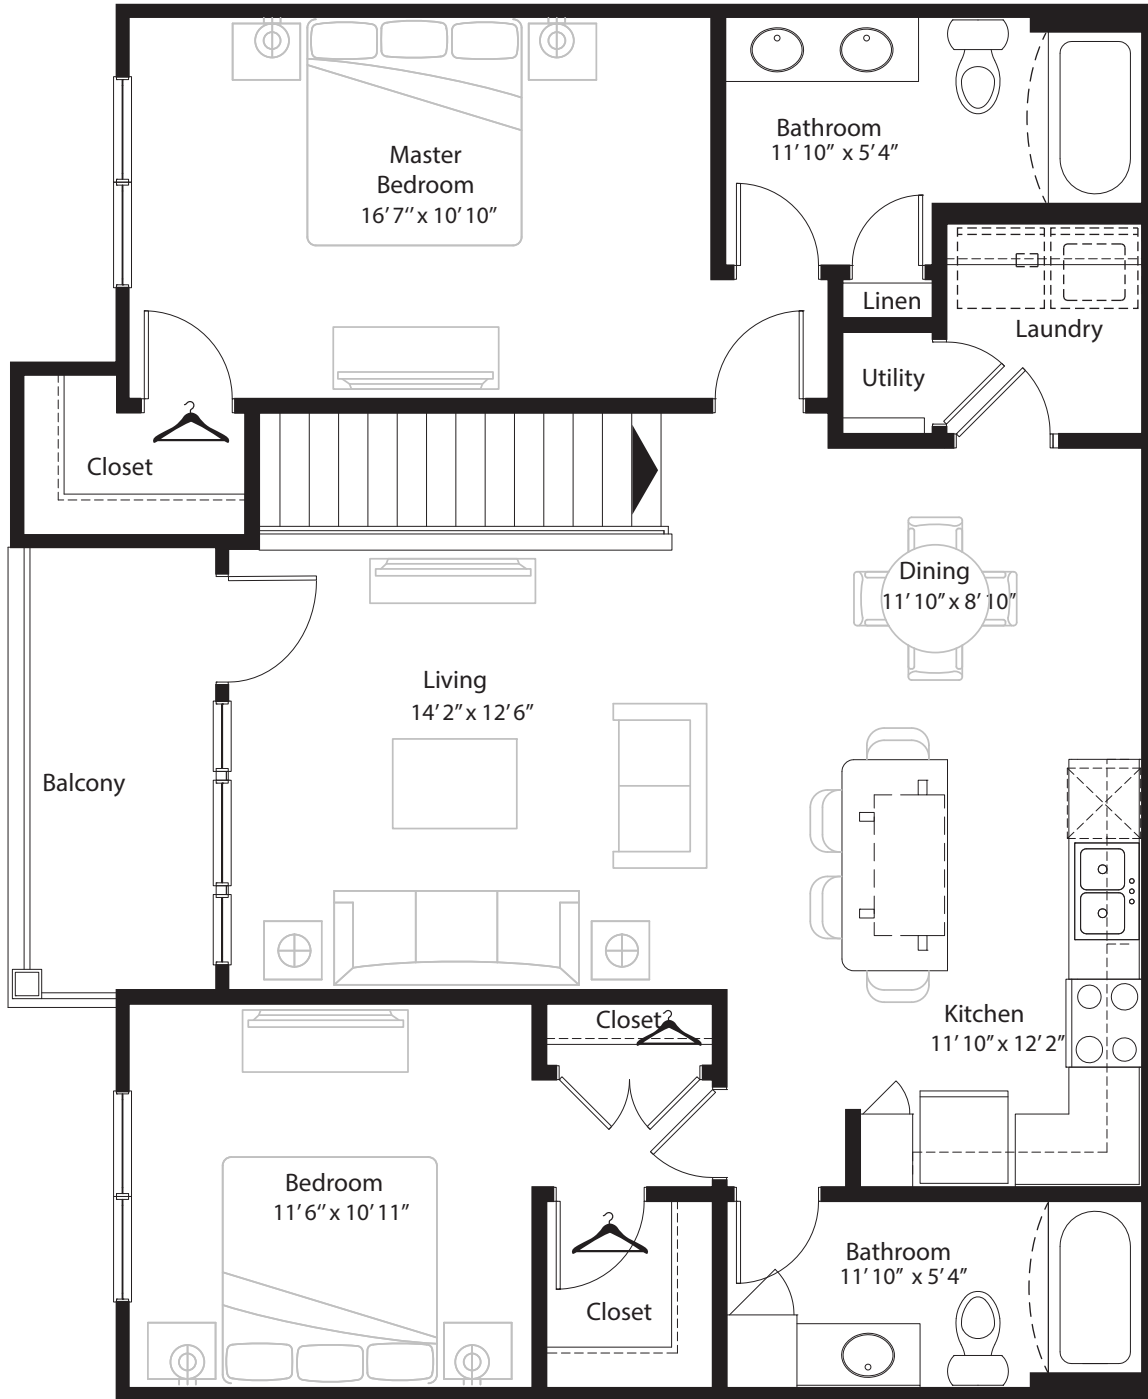 Master
Bedroom
16’7’’ x 10’10’’
Bathroom
11’10’’ x 5’4’’
Linen
Laundry
Utility
Closet
Dining
11’10’’ x 8’10’’
Living
14’2’’ x 12’6’’
Balcony
Kitchen
11’10’’ x 12’2’’
Closet
Bedroom
11’6’’ x 10’11’’
Bathroom
11’10’’ x 5’4’’
Closet